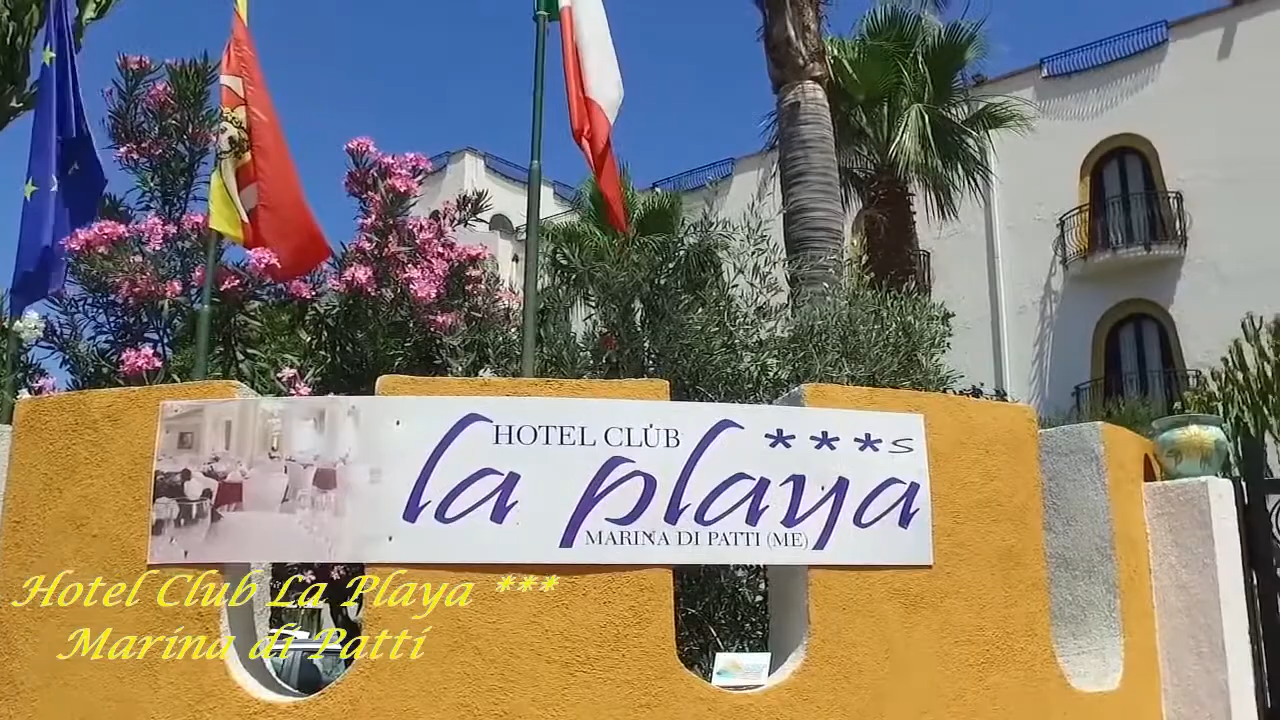 HOTEL CLUB ***S
la playa
MARINA DI PATTI (ME)
Hotel Club La Playa ***
Marina di Patti